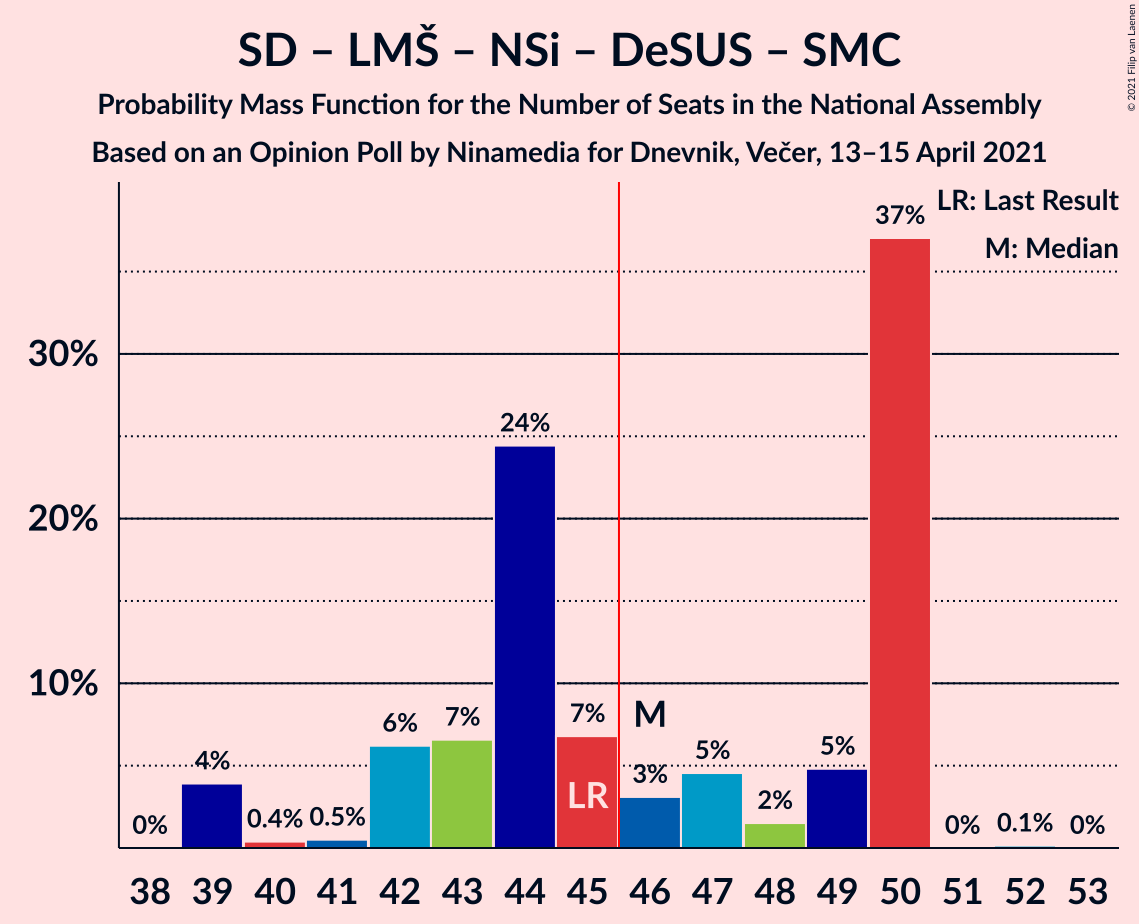 SD – LMŠ – NSi – DeSUS – SMC
Probability Mass Function for the Number of Seats in the National Assembly
Based on an Opinion Poll by Ninamedia for Dnevnik, Večer, 13–15 April 2021
© 2021 Filip van Laenen
LR: Last Result
M: Median
30%
20%
10%
0%
4%
0.4%
0.5%
6%
7%
24%
7%
LR
M
3%
5%
2%
5%
37%
0%
0.1%
0%
38 39 40 41 42 43 44 45 46 47 48 49 50 51 52 53